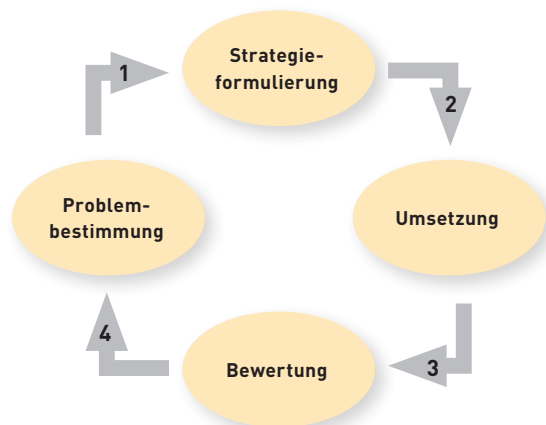 1
Strategie-
formulierung
2
Problem-
bestimmung
Umsetzung
4
Bewertung
3